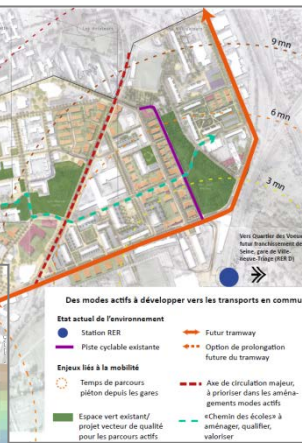 9 mn
6 mn
3 mn
Vers Quartier des Voeux
futur franchissement de
Seine, gare de Ville-
neuve-Triage (RER D)
Des modes actifs à développer vers les transports en commu
Etat actuel de l'environnement
Station RER
Piste cyclable existante
Enjeux liés à la mobilité
Temps de parcours
piéton depuis les gares
Espace vert existant/
projet vecteur de qualité
pour les parcours actifs
Futur tramway
Option de prolongation
future du tramway
Axe de circulation majeur,
à prioriser dans les aména-
gements modes actifs
«Chemin des écoles» à
aménager, qualifier,
valoriser